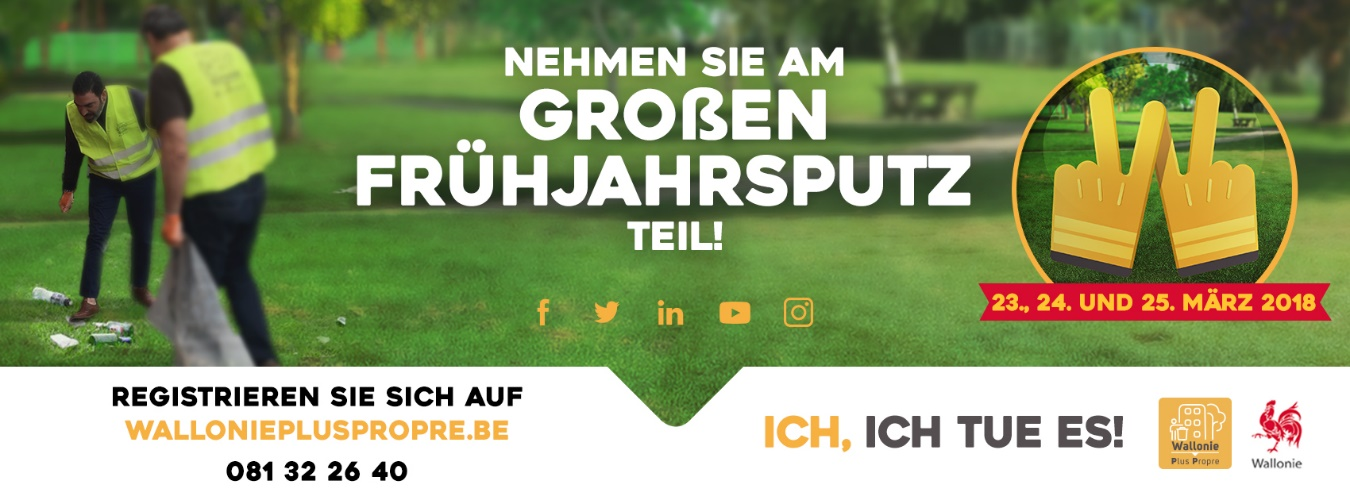 NEHMEN SIE AM
GROßEN
FRÜHJAHRSPUTZ
TEIL!
23., 24. UND 25. MÄRZ 2018
REGISTRIEREN SIE SICH AUF
WALLONIEPLUSPROPRE.BE
081 32 26 40
ICH, ICH TUE ES!
Wallonie
Plus Propre
Wallonie